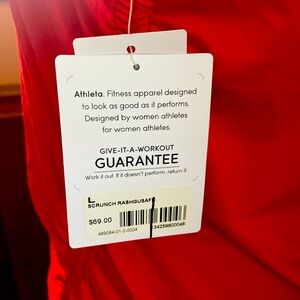 Athleta. Fitness apparel designed
to look as good as it performs.
Designed by women athletes
for women athletes.
GIVE-IT-A-WORKOUT
GUARANTEE
Work it out. If it doesn't perform, return it.
L
SCRUNCH RASHGUSAFR
$69.00
489084-01-2-0004